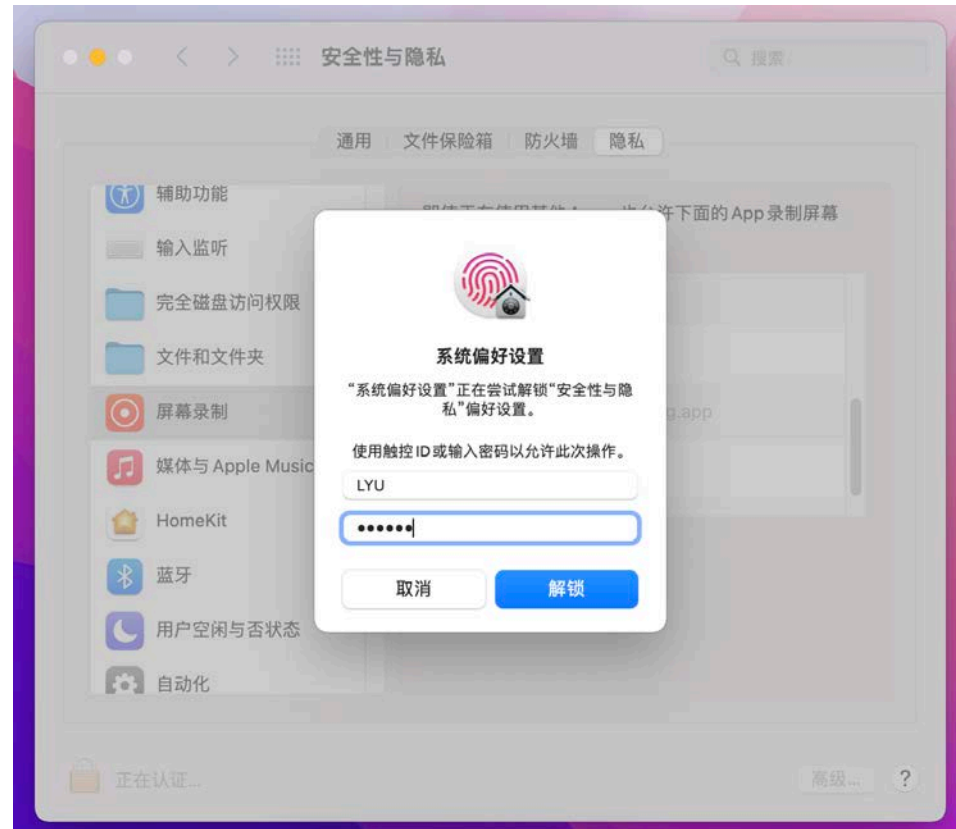 安全性与隐私
搜索
通用
文件保险箱
防火墙
隐私
辅助功能
输入监听
完全磁盘访问权限
文件和文件夹
屏幕录制
媒体与 Apple Music
HomeKit
蓝牙
用户空闲与否状态
自动化
许下面的 App 录制屏幕
g.app
系统偏好设置
“系统偏好设置”正在尝试解锁“安全性与隐
私”偏好设置。
使用触控 ID 或输入密码以允许此次操作。
LYU
••••••
取消
解锁
正在认证...
高级...
?